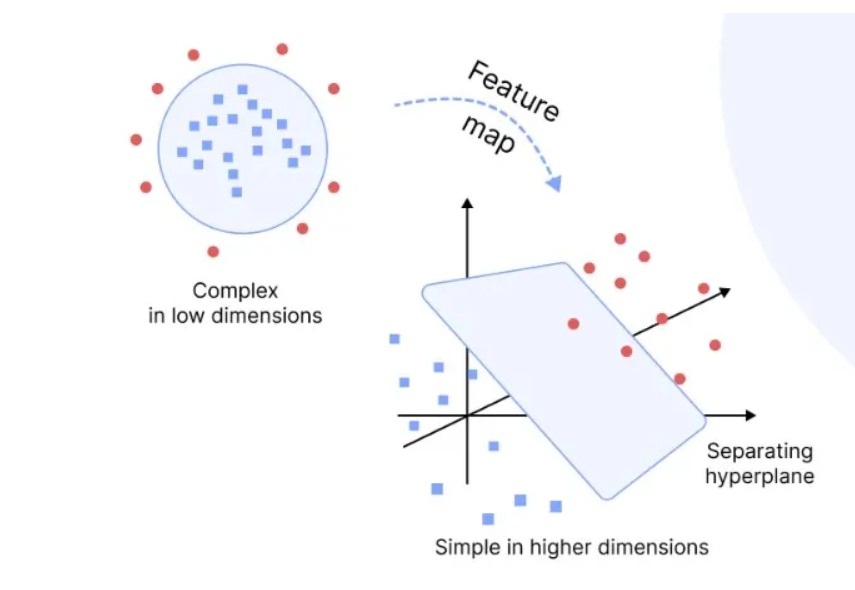 Feature
map
Complex
in low dimensions
Separating
hyperplane
Simple in higher dimensions